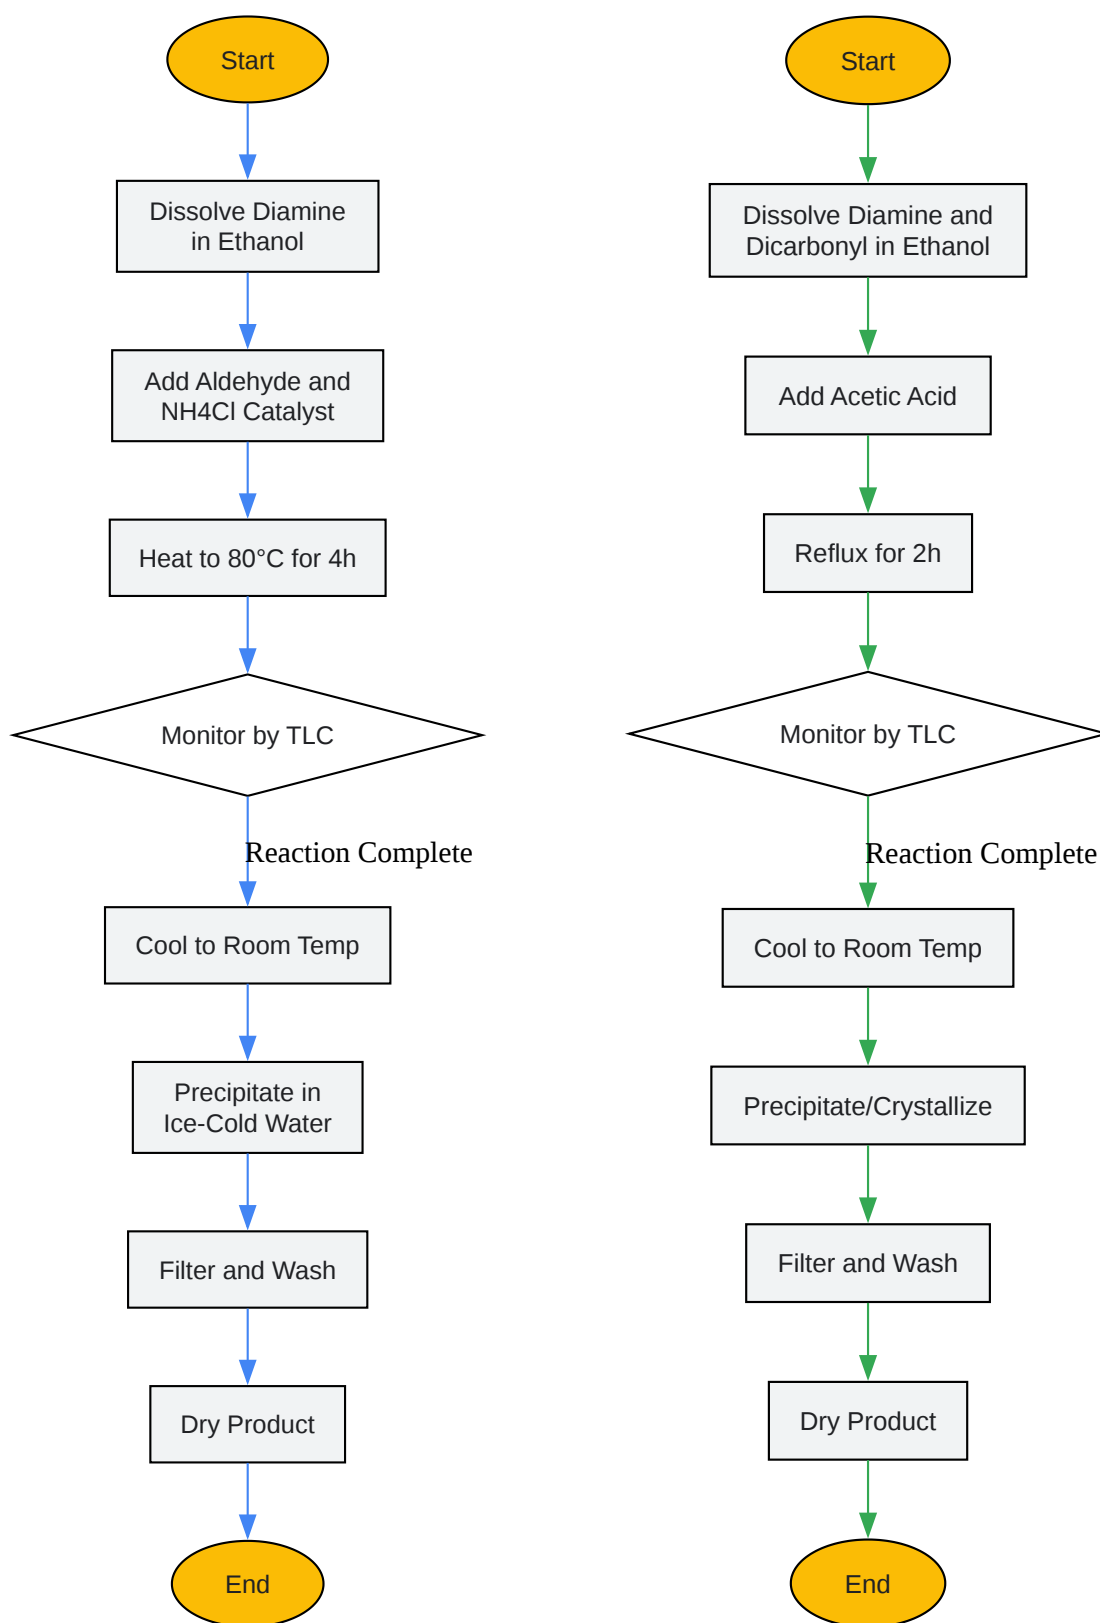 Start
Dissolve Diamine
in Ethanol
Add Aldehyde and
NH4Cl Catalyst
Heat to 80°C for 4h
Monitor by TLC
Reaction Complete
Cool to Room Temp
Precipitate in
Ice-Cold Water
Filter and Wash
Dry Product
End
Start
Dissolve Diamine and
Dicarbonyl in Ethanol
Add Acetic Acid
Reflux for 2h
Monitor by TLC
Reaction Complete
Cool to Room Temp
Precipitate/Crystallize
Filter and Wash
Dry Product
End